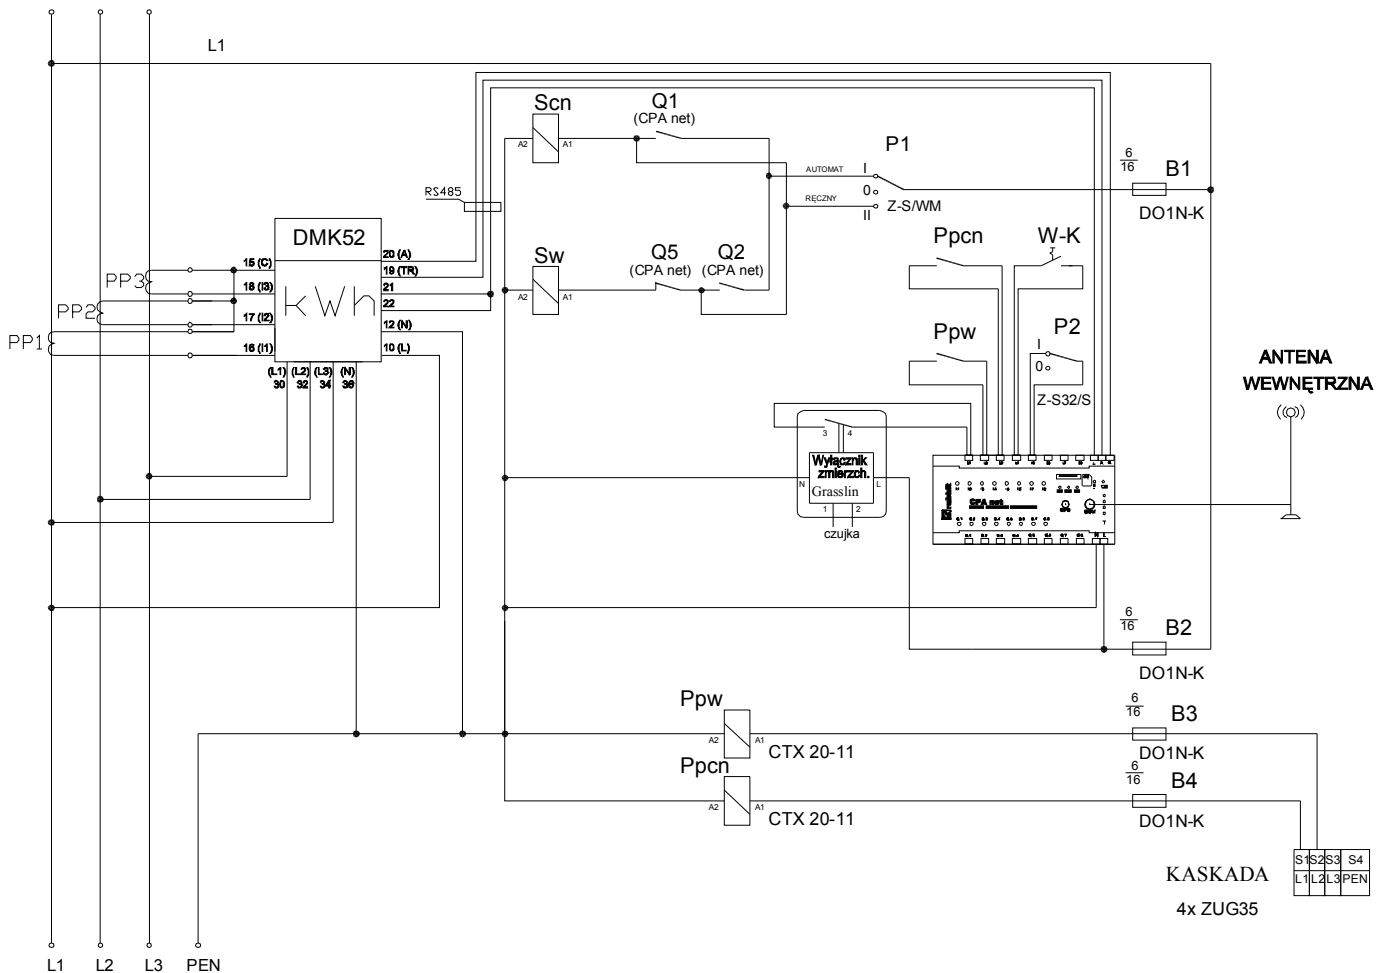 L1
Scn
Q1
(CPA net)
A2
A1
P1
AUTOMAT
I
0
RĘCZNY
II
Z-S/WM
6
16
B1
DO1N-K
RS485
DMK52
kWh
15 (C)
18 (I3)
17 (I2)
16 (I1)
20 (A)
19 (TR)
21
22
12 (N)
10 (L)
(L1)
(L2)
(L3)
(N)
30
32
34
36
PP3
PP2
PP1
Sw
Q5
(CPA net)
Q2
(CPA net)
A2
A1
Ppcn
W-K
Ppw
P2
I
0
Z-S32/S
ANTENA
WEWNĘTRZNA
3
4
Wyłącznik
zmierzch.
Grasslin
N
L
1
2
czujka
CPA net
6
16
B2
DO1N-K
Ppw
A2
A1
CTX 20-11
6
16
B3
DO1N-K
Ppcn
A2
A1
CTX 20-11
6
16
B4
DO1N-K
KASKADA
4x ZUG35
S1 S2 S3 S4
L1 L2 L3 PEN
L1
L2
L3
PEN